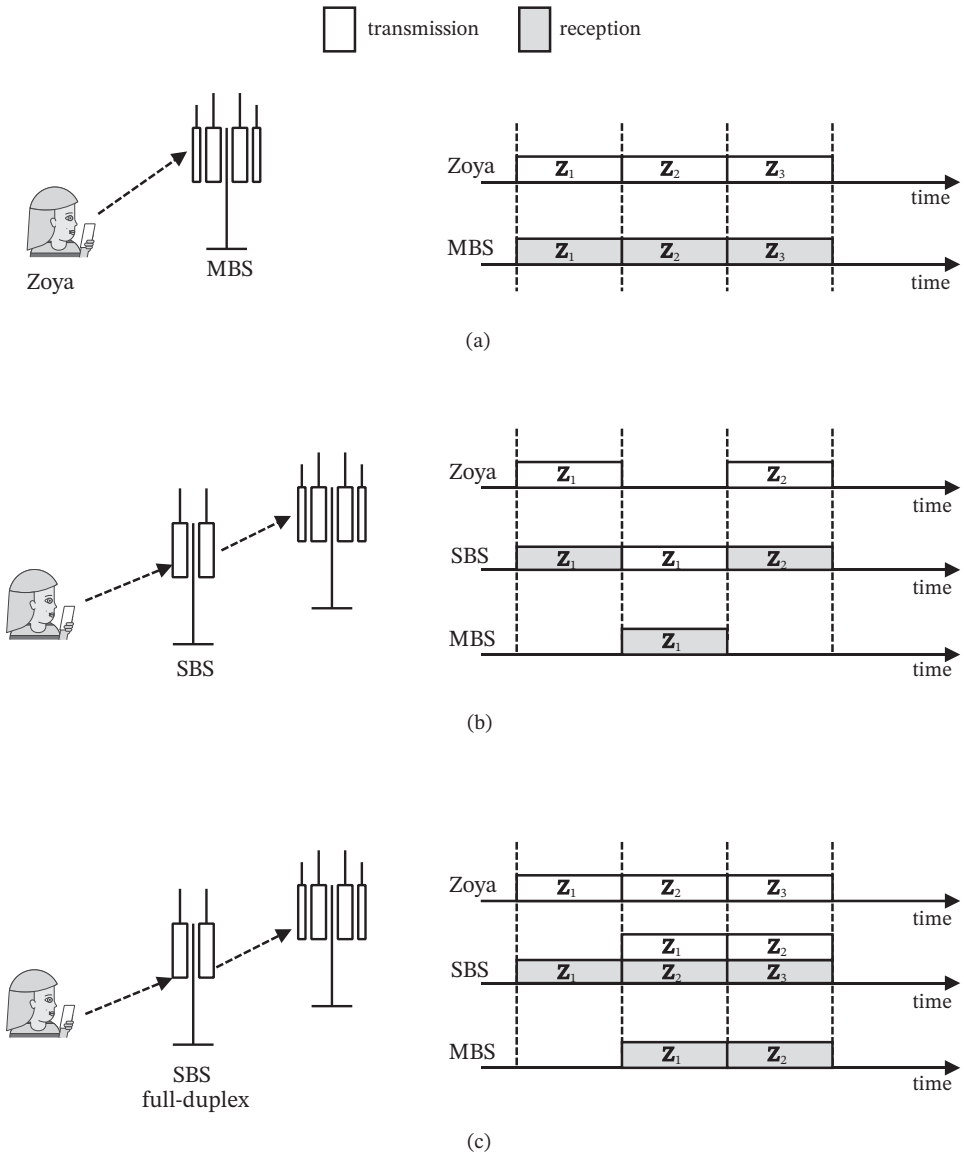 transmission reception
Zoya Z₁ Z₂ Z₃
time
MBS Z₁ Z₂ Z₃
time
Zoya MBS
(a)
Zoya Z₁ Z₂
time
SBS Z₁ Z₁ Z₂
time
MBS Z₁
time
SBS
(b)
Zoya Z₁ Z₂ Z₃
time
Z₁ Z₂
SBS Z₁ Z₂ Z₃
time
MBS Z₁ Z₂
time
SBS
full-duplex
(c)